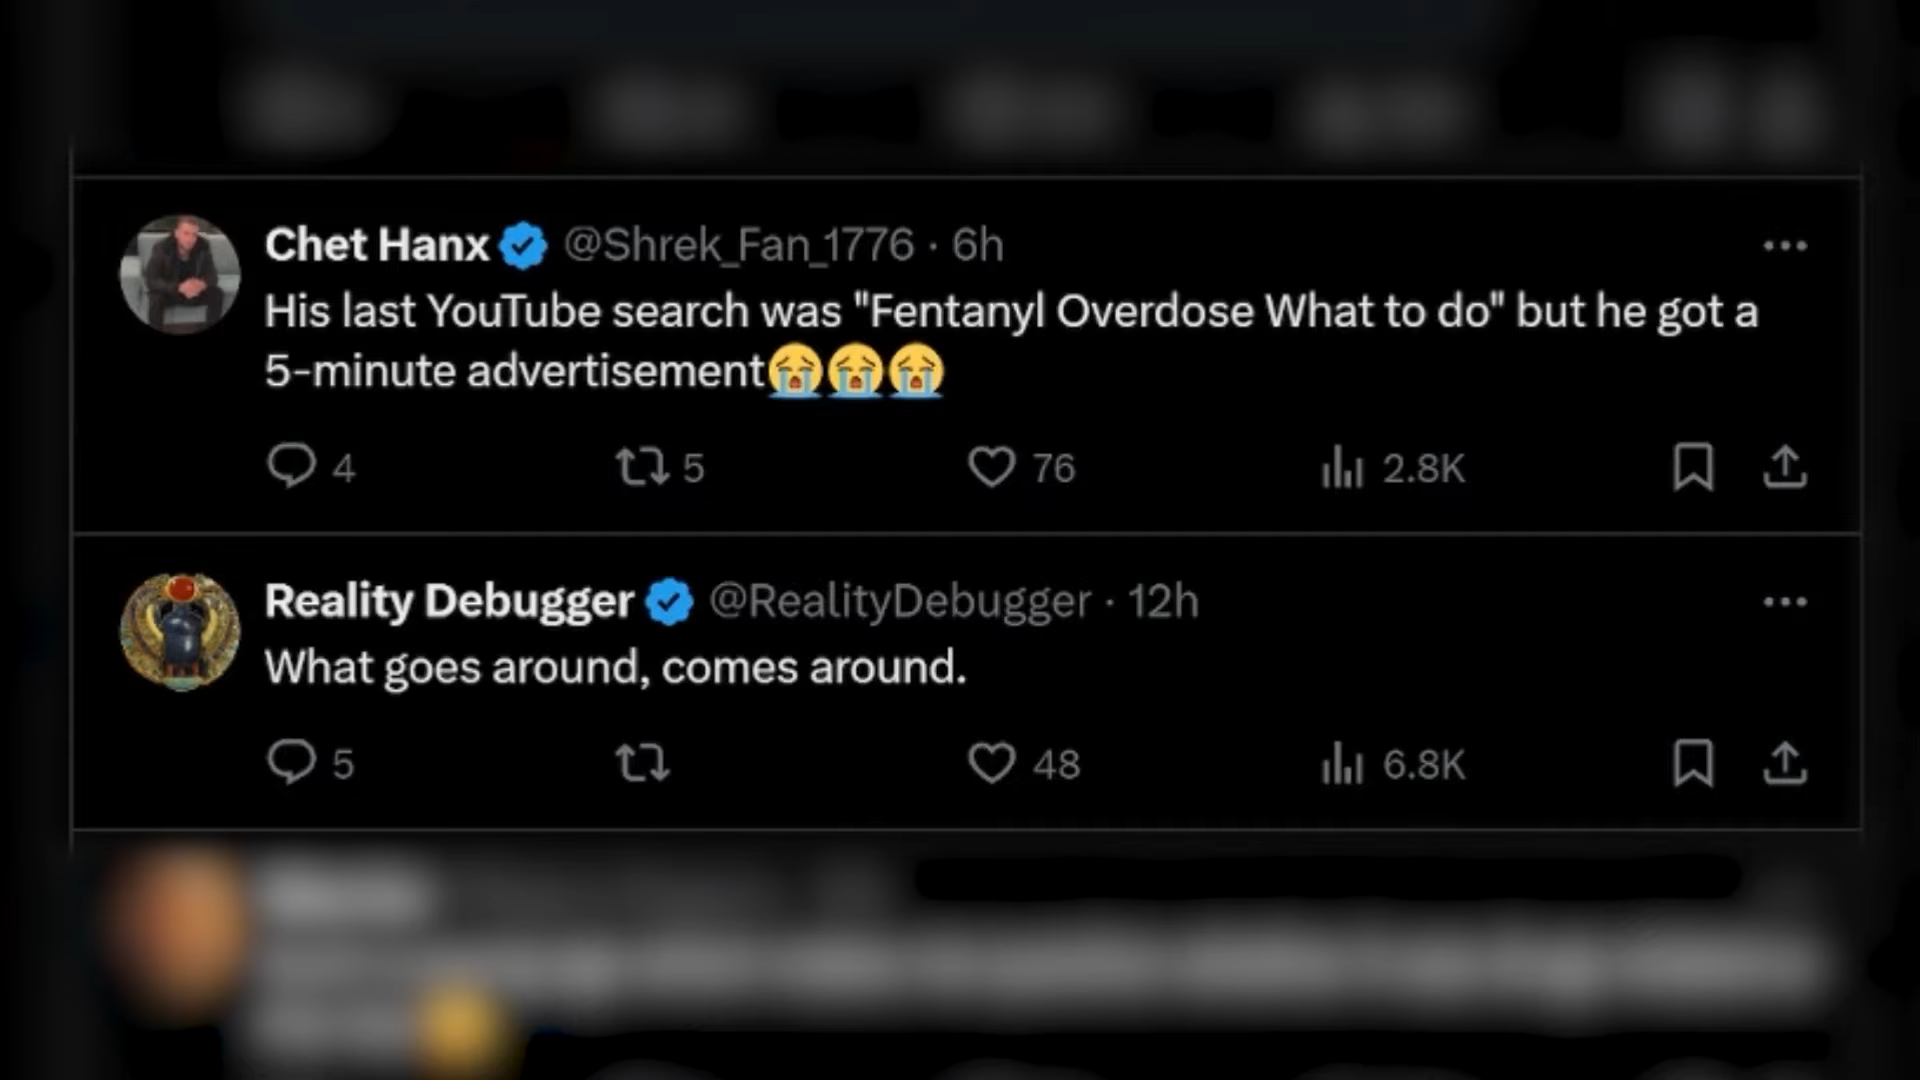 Chet Hanx @Shrek_Fan_1776 · 6h
His last YouTube search was "Fentanyl Overdose What to do" but he got a
5-minute advertisement😭😭😭
4 5 76 2.8K
Reality Debugger @RealityDebugger · 12h
What goes around, comes around.
5 48 6.8K